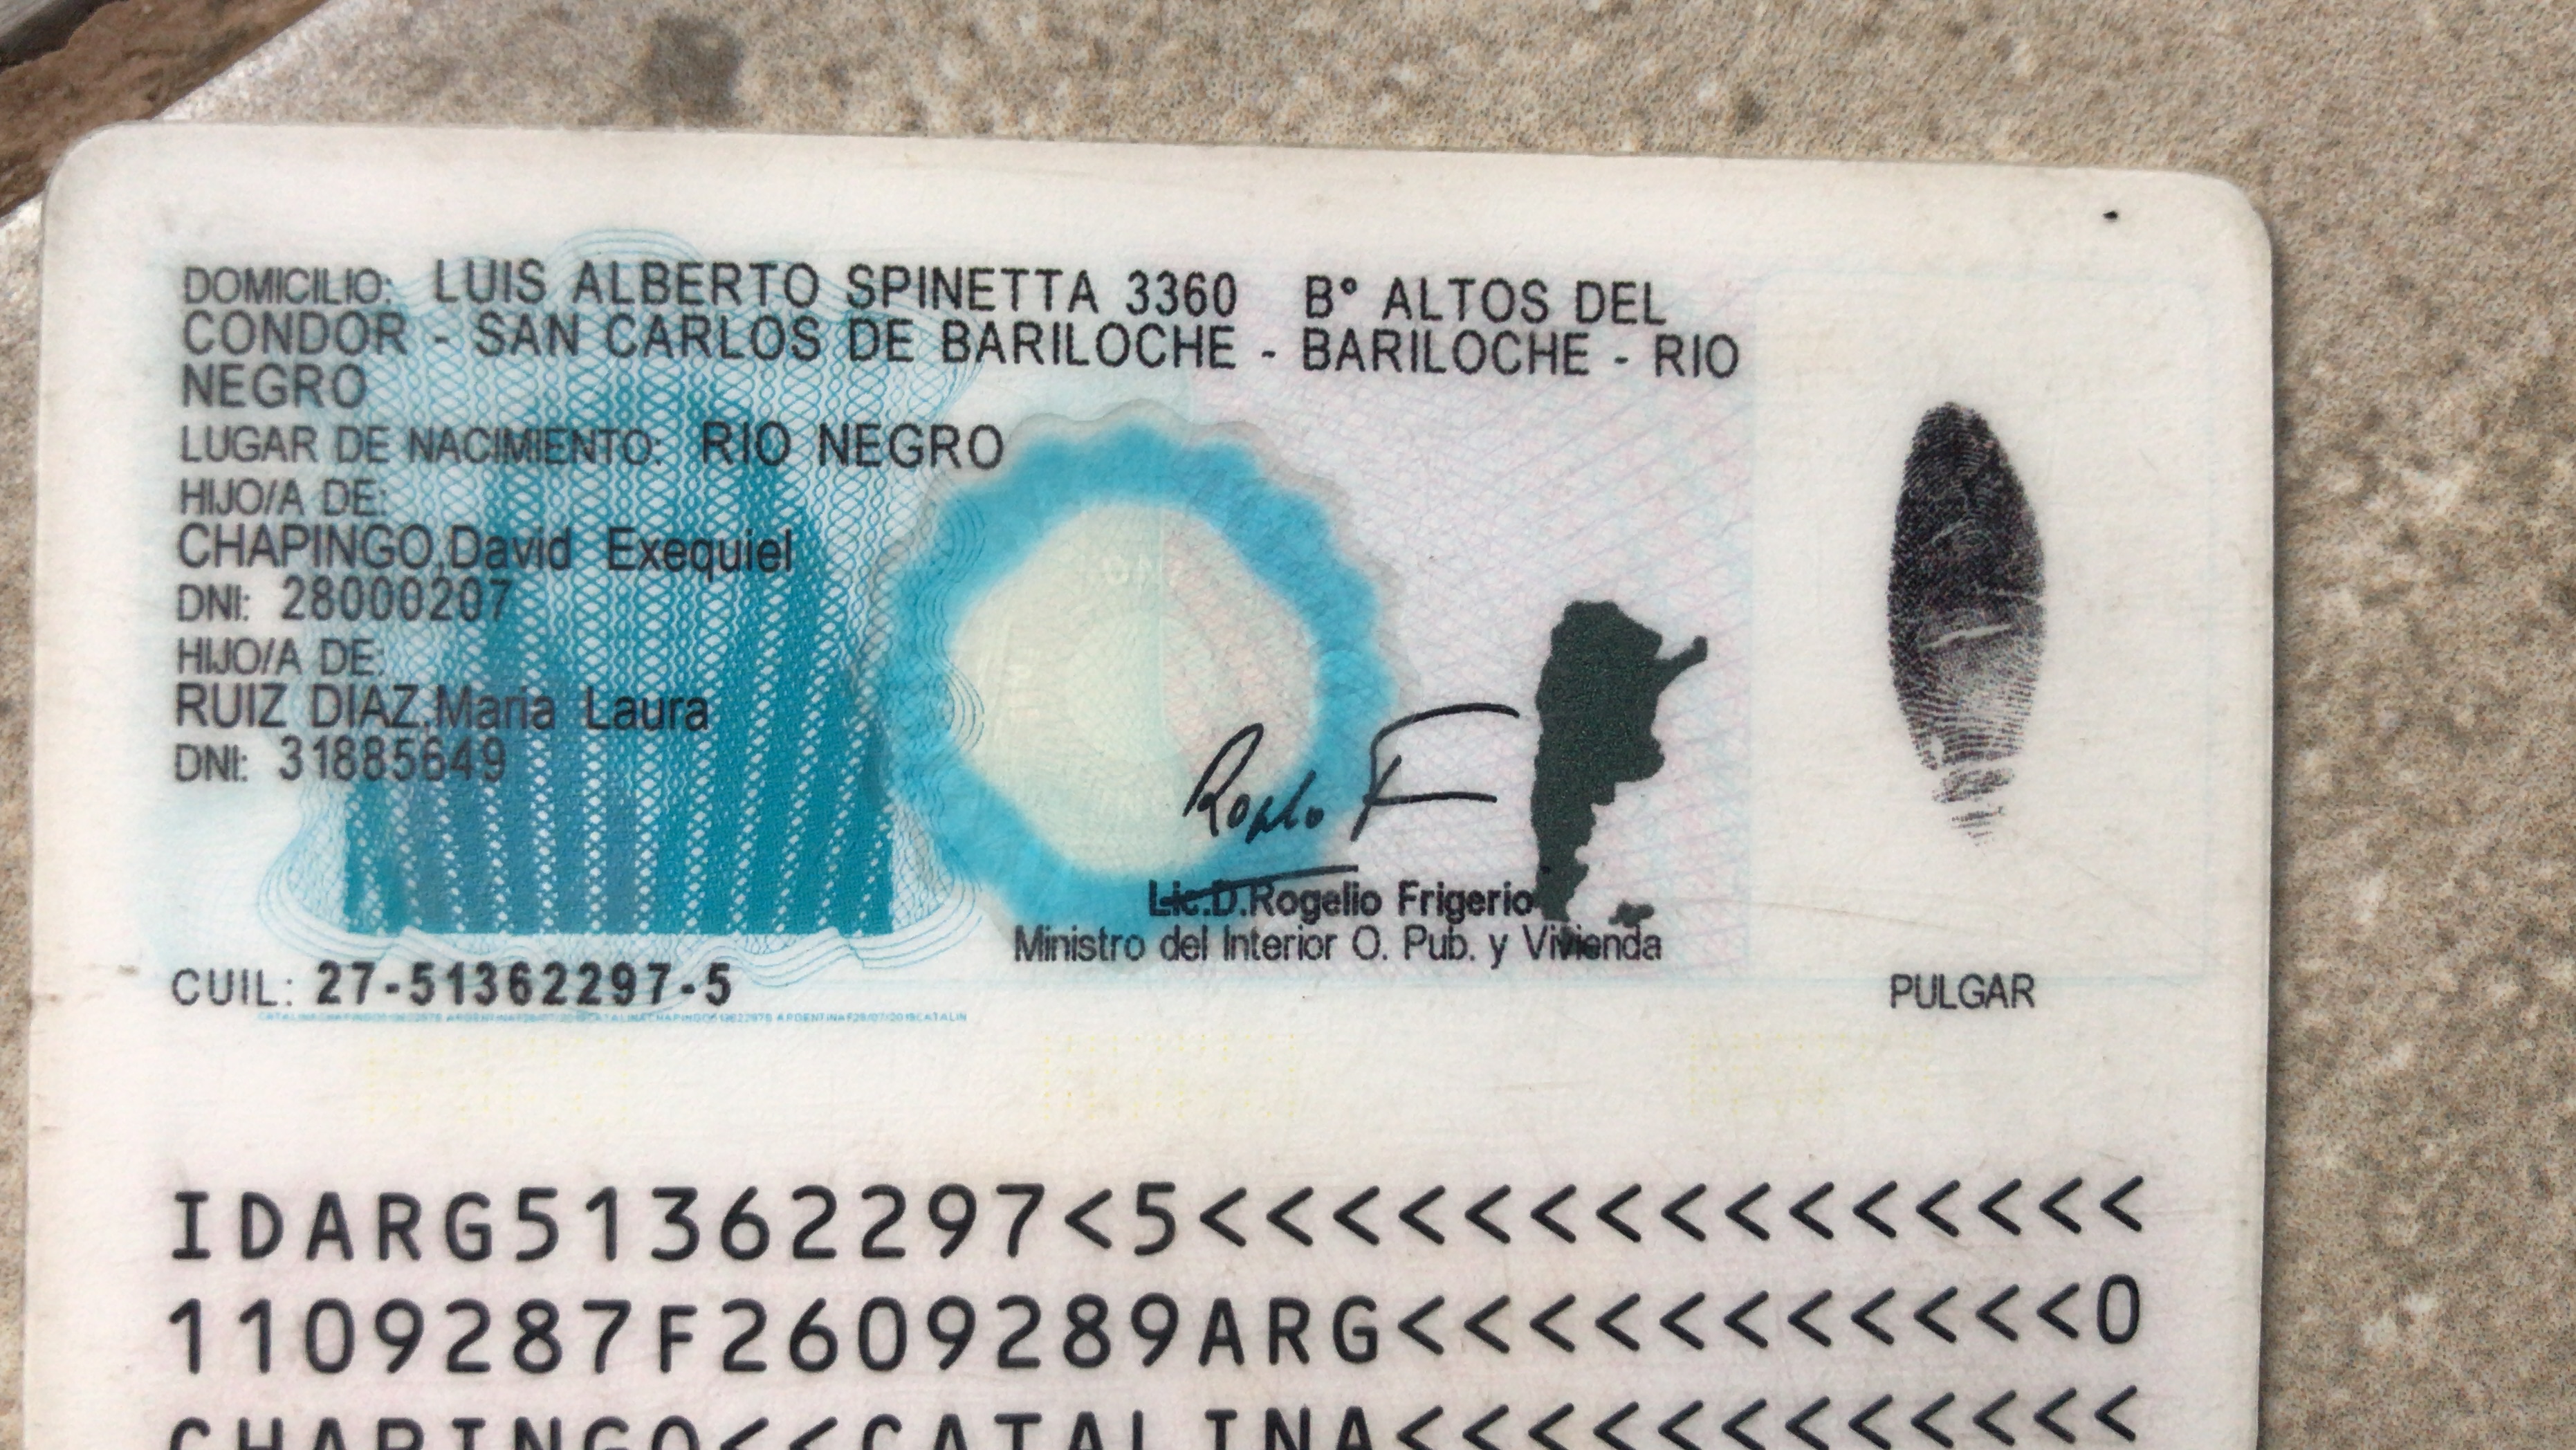 DOMICILIO: LUIS ALBERTO SPINETTA 3360 B° ALTOS DEL
CONDOR - SAN CARLOS DE BARILOCHE - BARILOCHE - RIO
NEGRO
LUGAR DE NACIMIENTO: RIO NEGRO
HIJO/A DE:
CHAPINGO,David Exequiel
DNI: 28000207
HIJO/A DE:
RUIZ DIAZ,Maria Laura
DNI: 31885649
Lic.D.Rogelio Frigerio
Ministro del Interior O. Pub. y Vivienda
CUIL: 27-51362297-5
PULGAR
IDARG51362297<5<<<<<<<<<<<<<<<
1109287F2609289ARG<<<<<<<<<<<0
CHAPINGO<<CATALINA<<<<<<<<<<<<